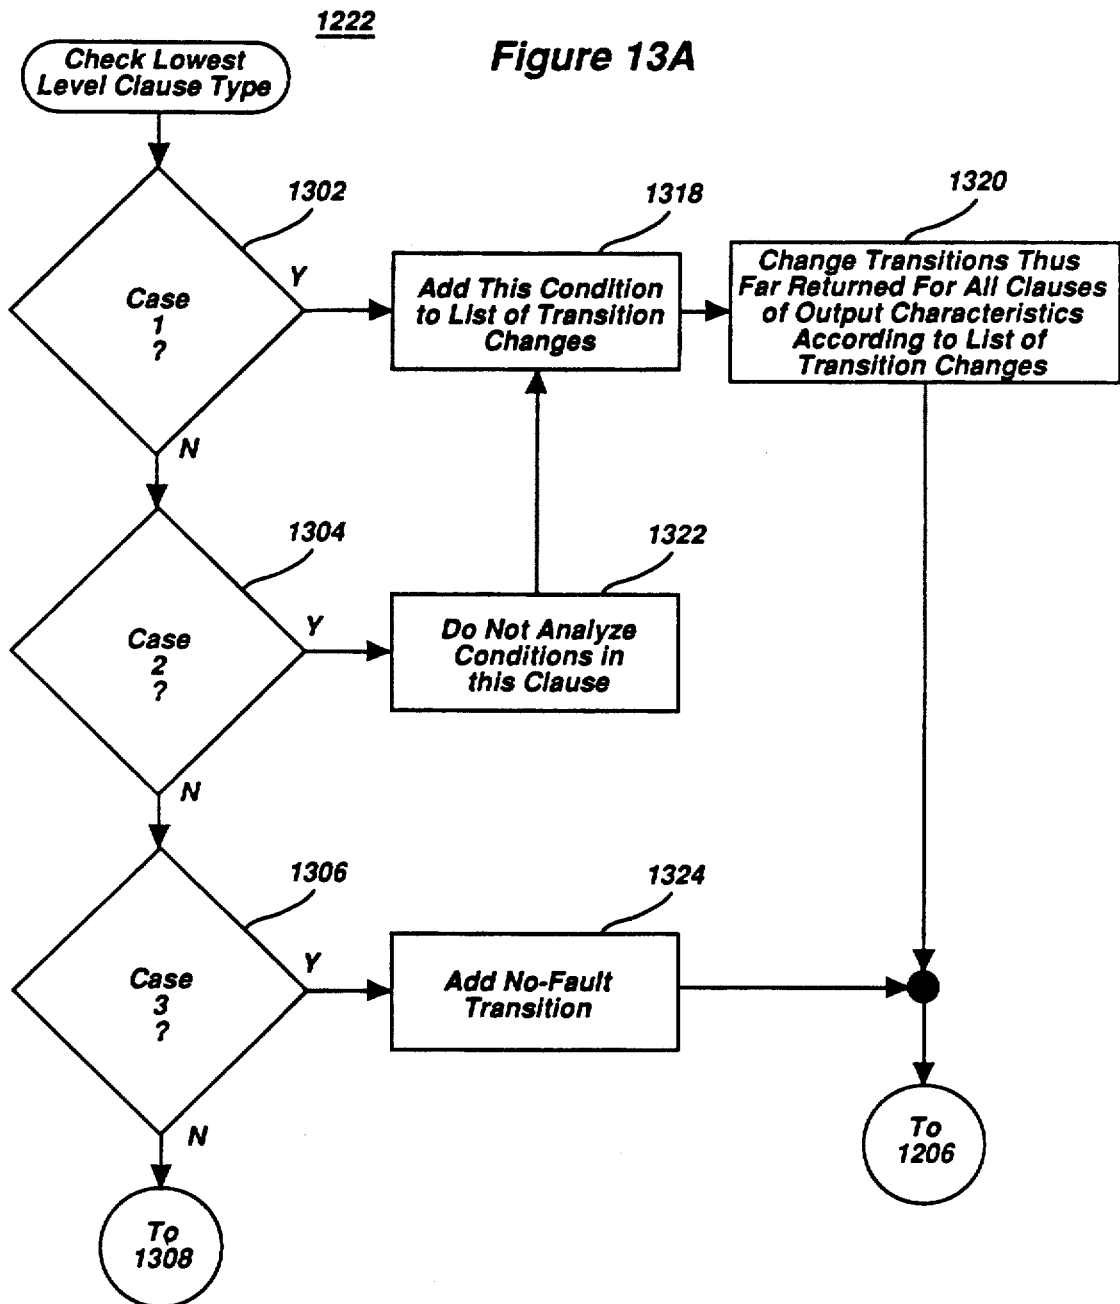 1222
Figure 13A
Check Lowest
Level Clause Type
1302
1318
1320
Case
1
?
Y
Add This Condition
to List of Transition
Changes
Change Transitions Thus
Far Returned For All Clauses
of Output Characteristics
According to List of
Transition Changes
N
1304
1322
Case
2
?
Y
Do Not Analyze
Conditions in
this Clause
N
1306
1324
Case
3
?
Y
Add No-Fault
Transition
N
To
1206
To
1308